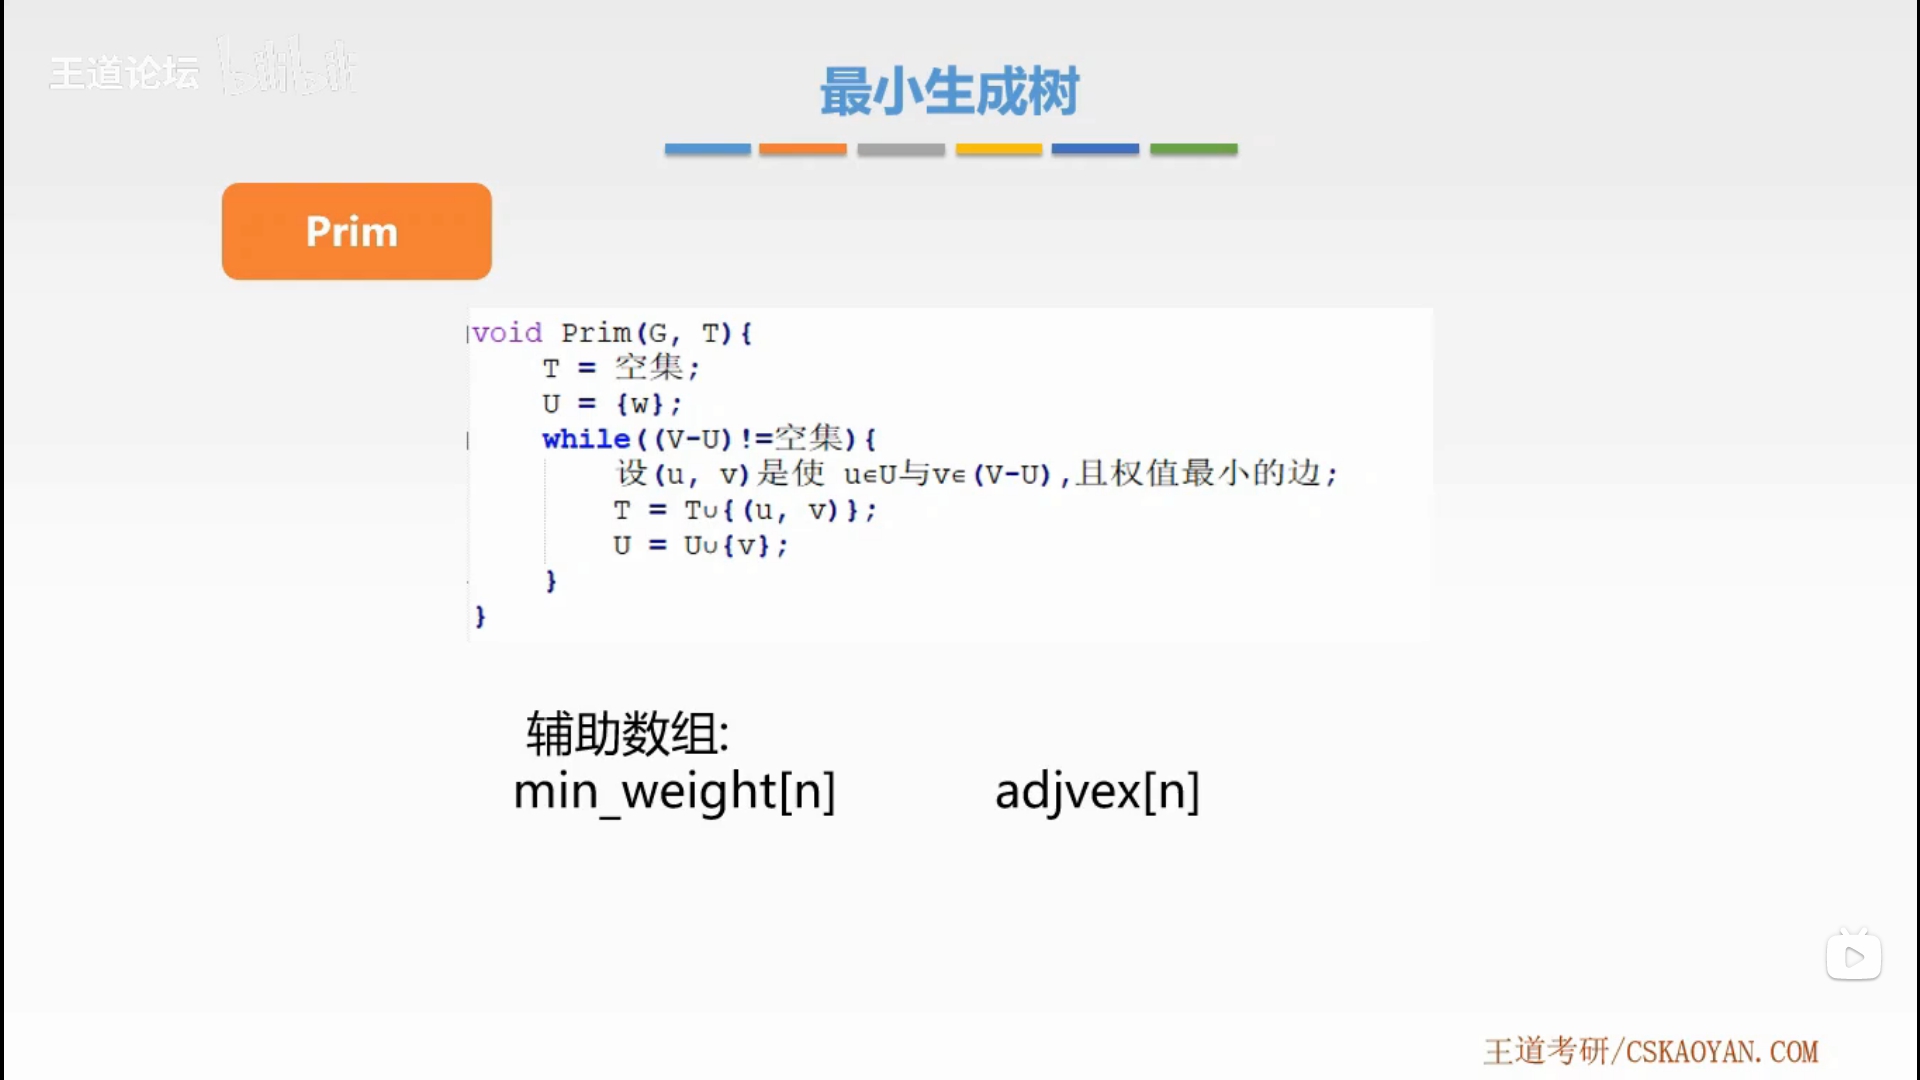 王道论坛 bilibili
最小生成树
Prim
void Prim(G, T){
T = 空集;
U = {w};
while((V-U)!=空集){
设(u, v)是使 u∈U与v∈(V-U),且权值最小的边;
T = T∪{(u, v)};
U = U∪{v};
}
}
辅助数组:
min_weight[n] adjvex[n]
王道考研/CSKAOYAN.COM